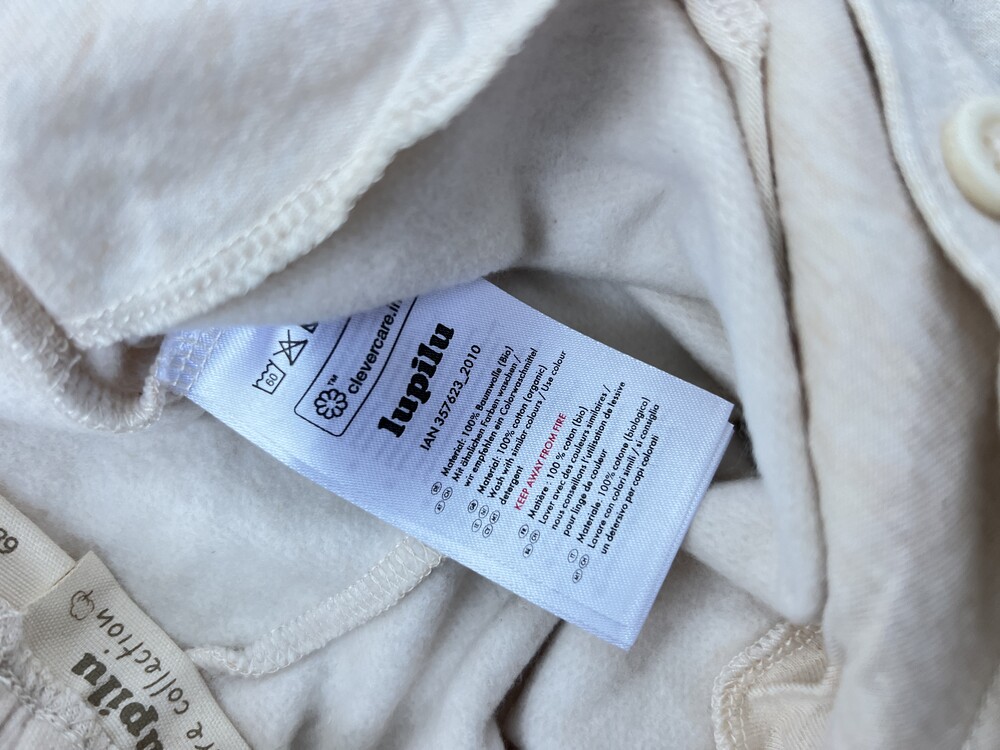 60
™ clevercare.in
lupilu
IAN 357623_2010
Material: 100% Baumwolle (Bio)
Mit ähnlichen Farben waschen /
wir empfehlen ein Colorwaschmittel
Material: 100% cotton (organic)
Wash with similar colours / Use colour
detergent
KEEP AWAY FROM FIRE
Matière : 100 % coton (bio)
Laver avec des couleurs similaires /
nous conseillons l'utilisation de lessive
pour linge de couleur
Materiale: 100% cotone (biologico)
Lavare con colori simili / si consiglia
un detersivo per capi colorati
collection